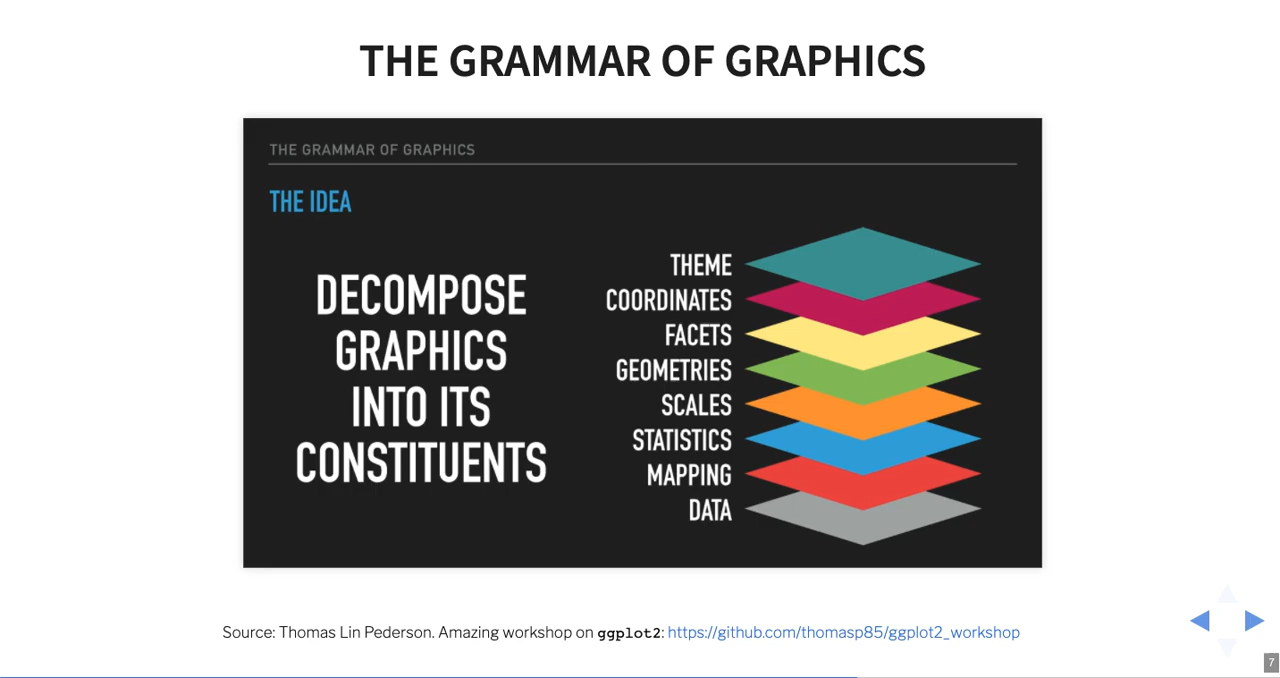 THE GRAMMAR OF GRAPHICS
THE GRAMMAR OF GRAPHICS
THE IDEA
DECOMPOSE
GRAPHICS
INTO ITS
CONSTITUENTS
THEME
COORDINATES
FACETS
GEOMETRIES
SCALES
STATISTICS
MAPPING
DATA
Source: Thomas Lin Pederson. Amazing workshop on ggplot2: https://github.com/thomasp85/ggplot2_workshop
7